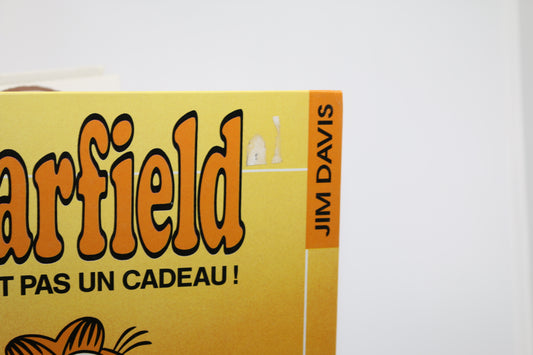 arfield
T PAS UN CADEAU !
JIM DAVIS